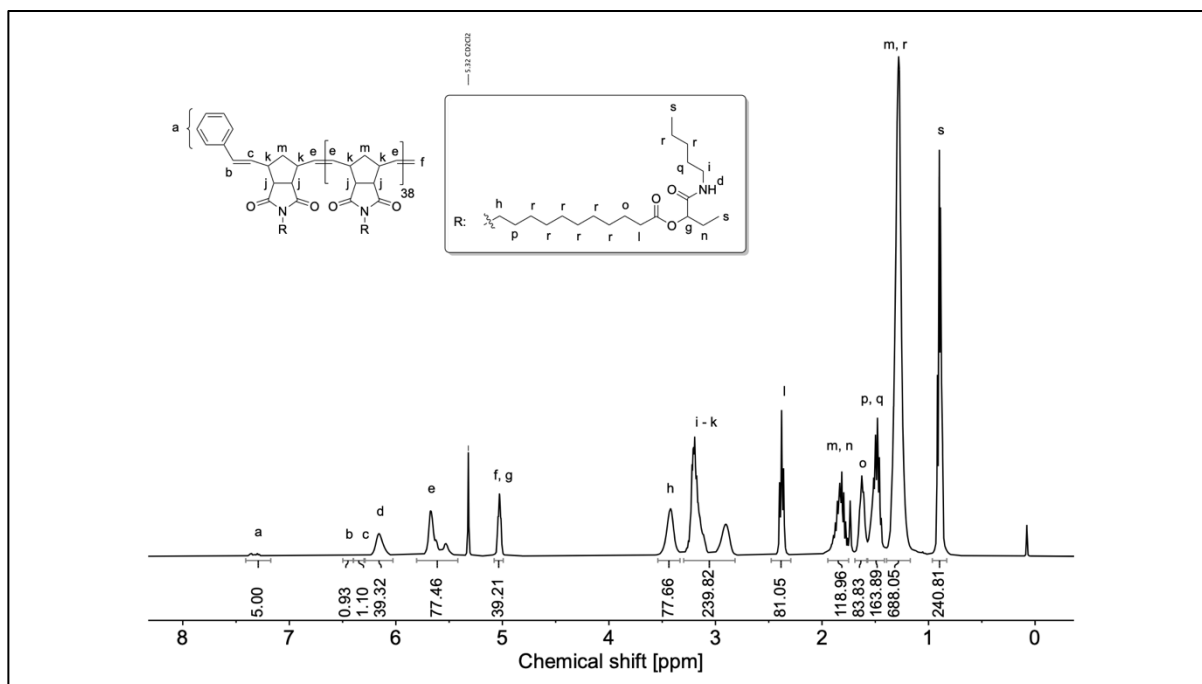 5.32 CD2Cl2
m, r
s
a
c
m
m
b
k
k
e
e
k
k
e
f
j
j
j
j
38
O
N
O
O
N
O
R
R
s
r
r
q
i
O
NH
d
R:
h
r
r
r
o
O
s
p
r
r
r
l
O
g
n
l
p, q
i - k
m, n
o
f, g
h
e
d
a
b
c
5.00
0.93
1.10
39.32
77.46
39.21
77.66
239.82
81.05
118.96
83.83
163.89
688.05
240.81
8
7
6
5
4
3
2
1
0
Chemical shift [ppm]